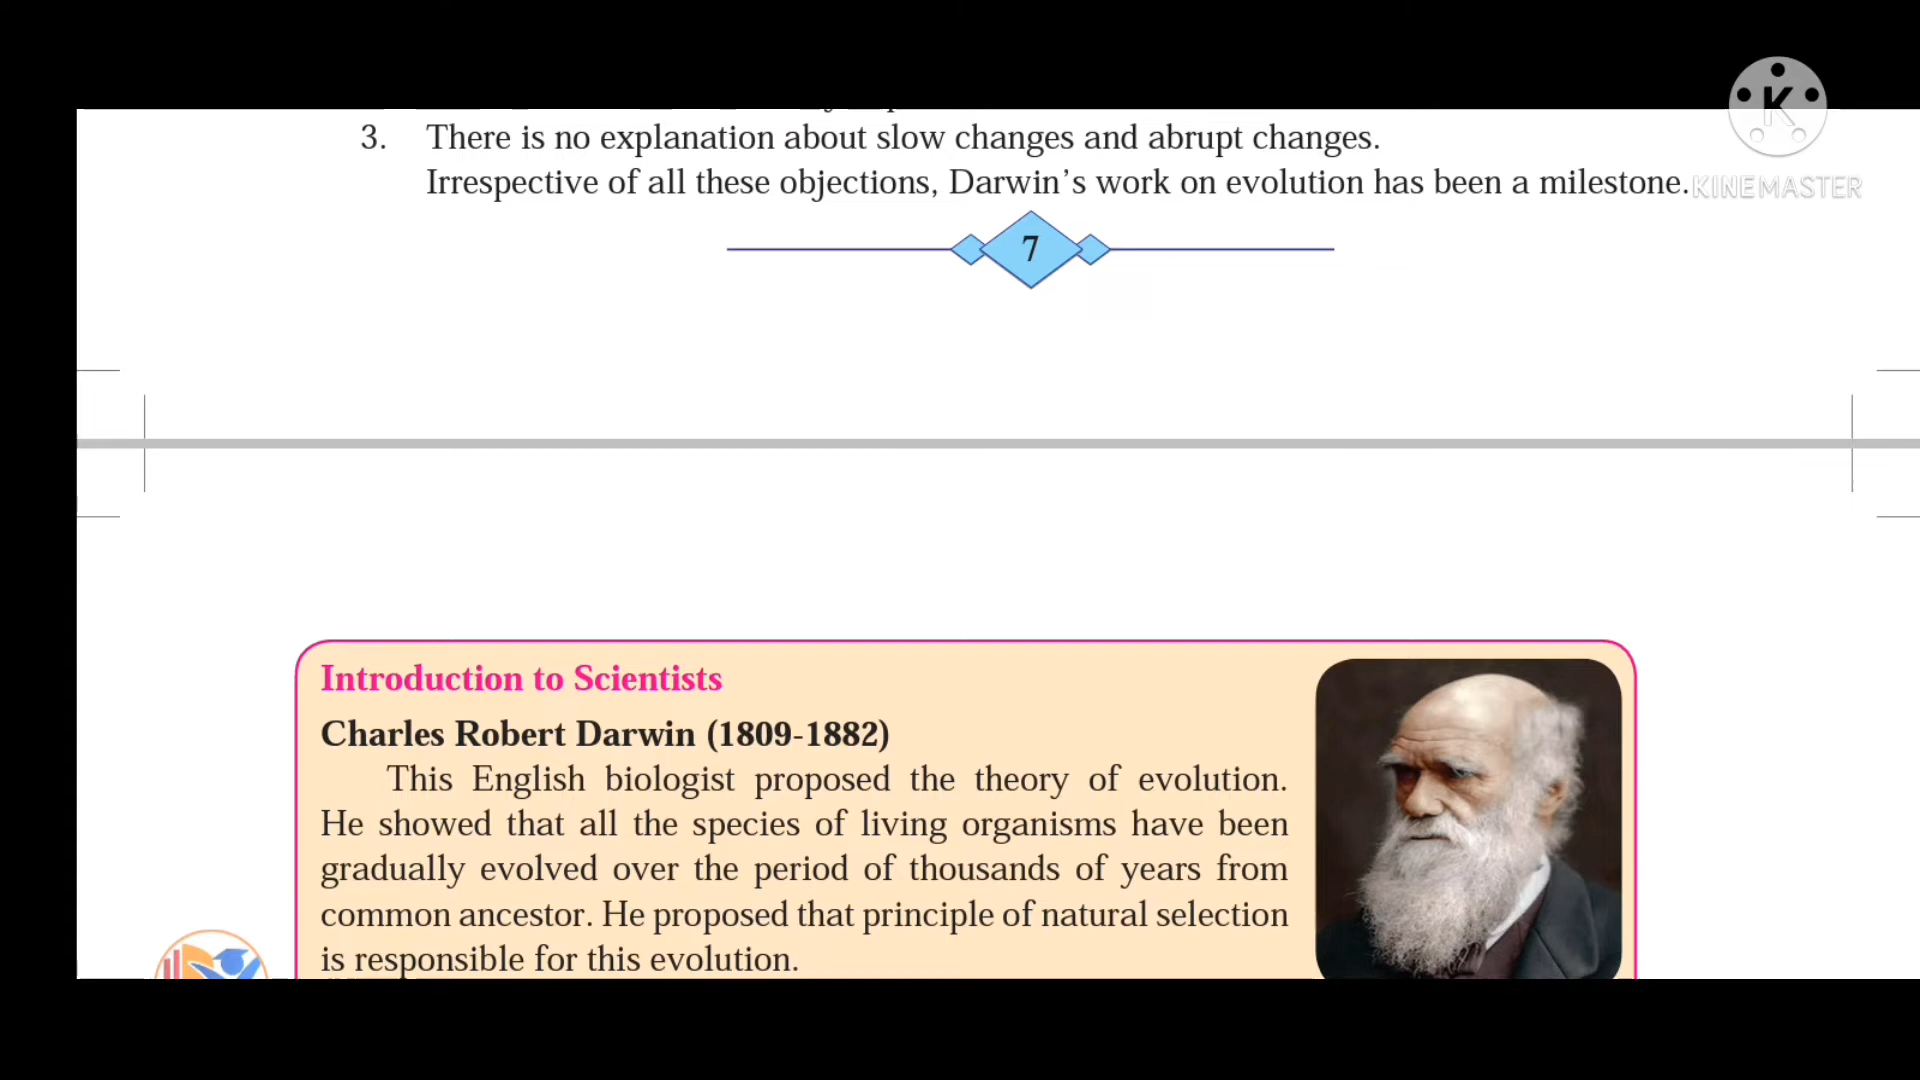 3. There is no explanation about slow changes and abrupt changes.
Irrespective of all these objections, Darwin’s work on evolution has been a milestone.
K
KINEMASTER
7
Introduction to Scientists
Charles Robert Darwin (1809-1882)
This English biologist proposed the theory of evolution.
He showed that all the species of living organisms have been
gradually evolved over the period of thousands of years from
common ancestor. He proposed that principle of natural selection
is responsible for this evolution.